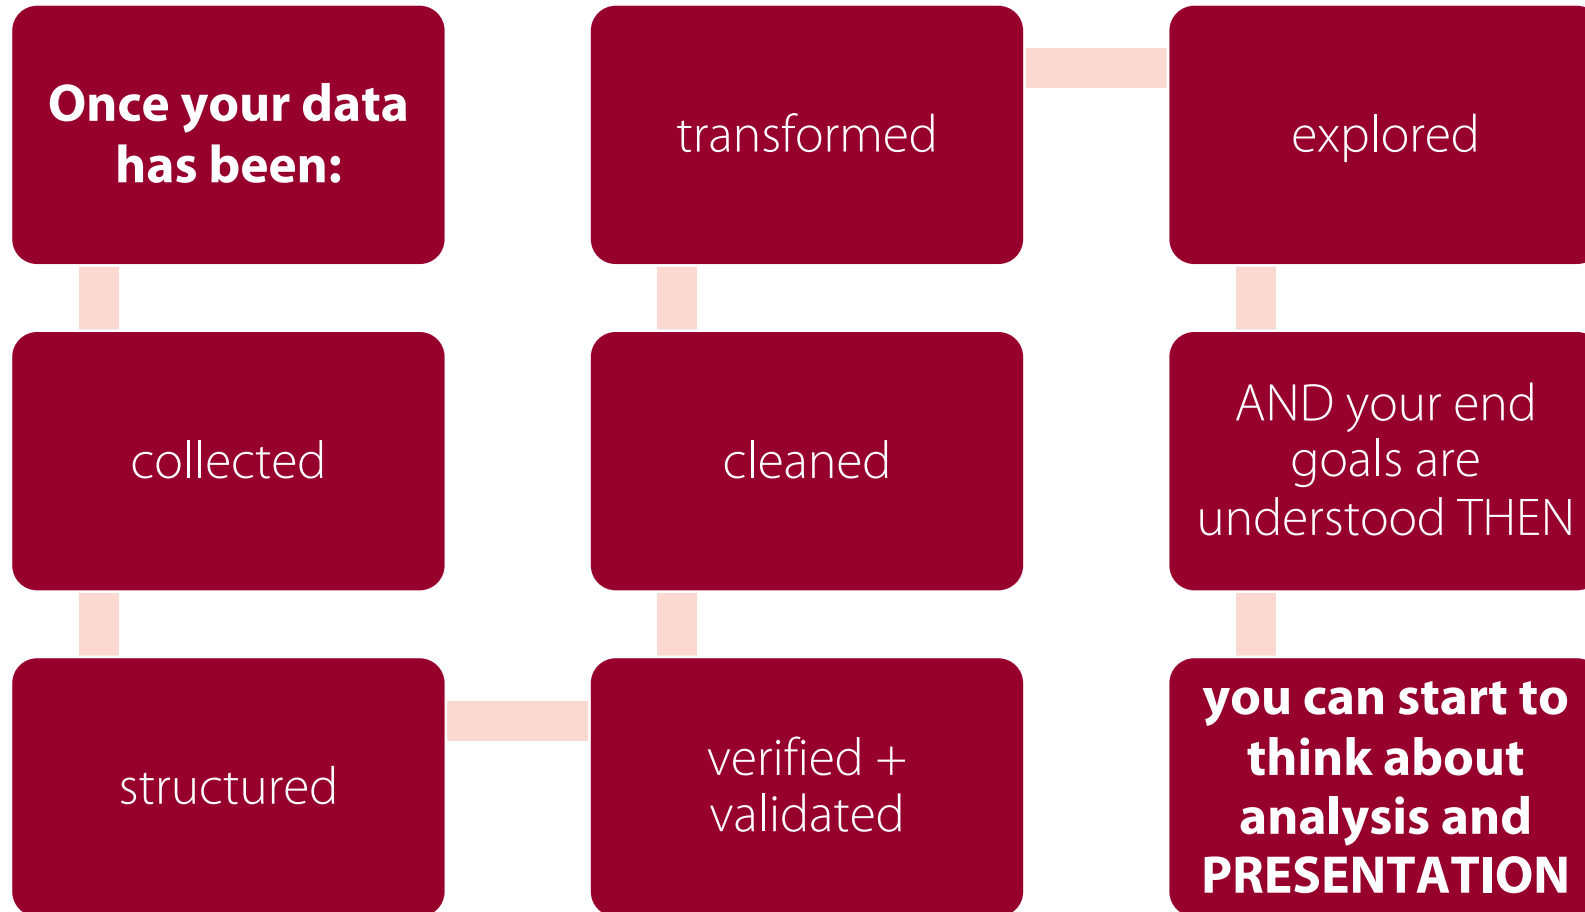 Once your data
has been:
collected
structured
verified +
validated
cleaned
transformed
explored
AND your end
goals are
understood THEN
you can start to
think about
analysis and
PRESENTATION